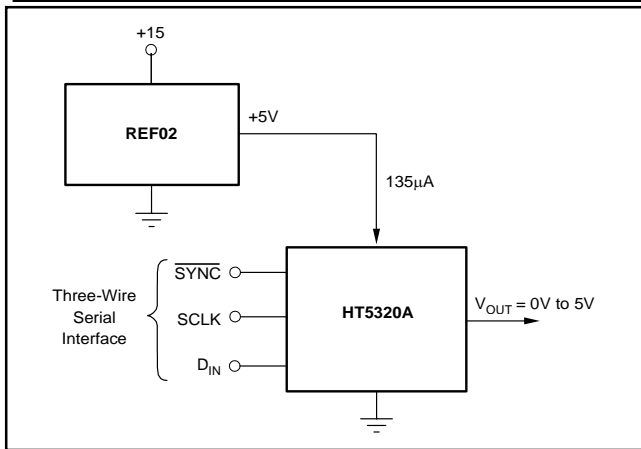 +15
REF02
+5V
135μA
Three-Wire
Serial
Interface
SYNC
SCLK
DIN
HT5320A
VOUT = 0V to 5V